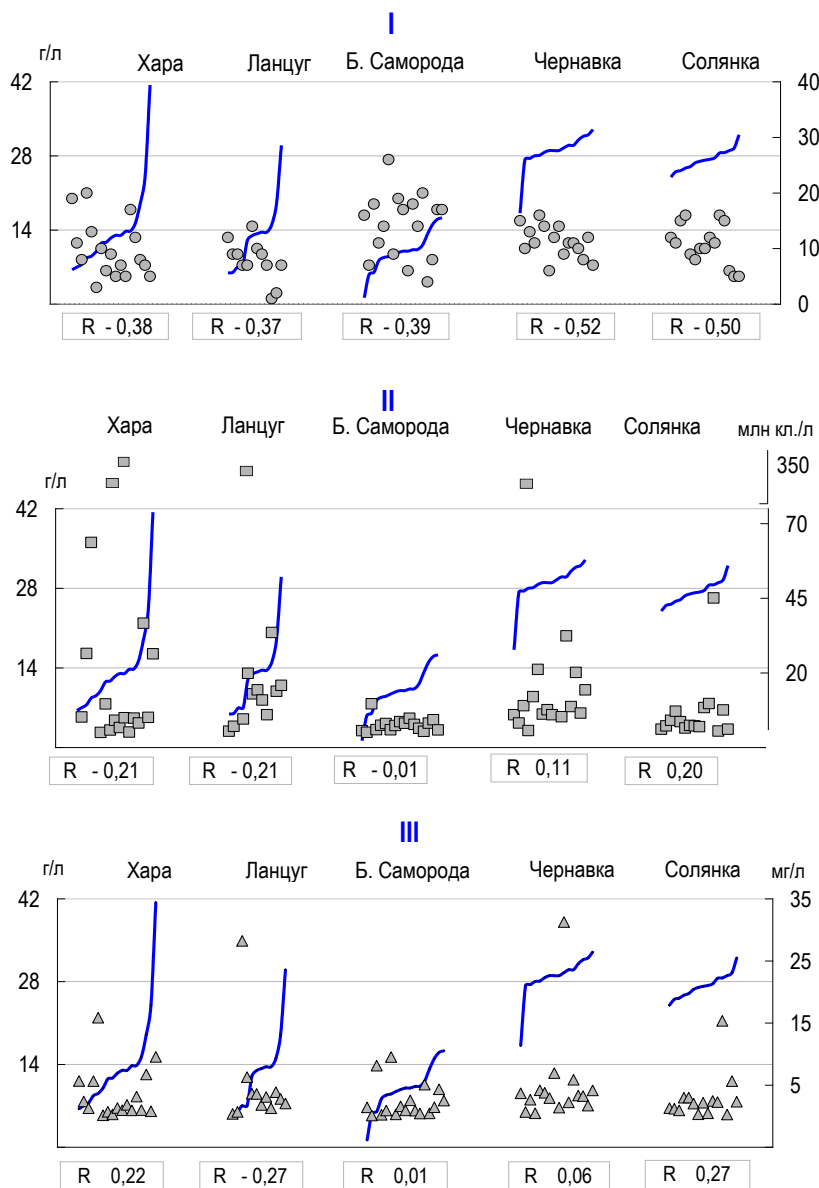 I
г/л Хара Ланцуг Б. Саморода Чернавка Солянка
42 40
28 30
20
14
10
0
R - 0,38 R - 0,37 R - 0,39 R - 0,52 R - 0,50
II
Хара Ланцуг Б. Саморода Чернавка Солянка млн кл./л
350
г/л
42 70
28 45
14 20
R - 0,21 R - 0,21 R - 0,01 R 0,11 R 0,20
III
г/л Хара Ланцуг Б. Саморода Чернавка Солянка мг/л
42 35
28 25
15
14
5
R 0,22 R - 0,27 R 0,01 R 0,06 R 0,27